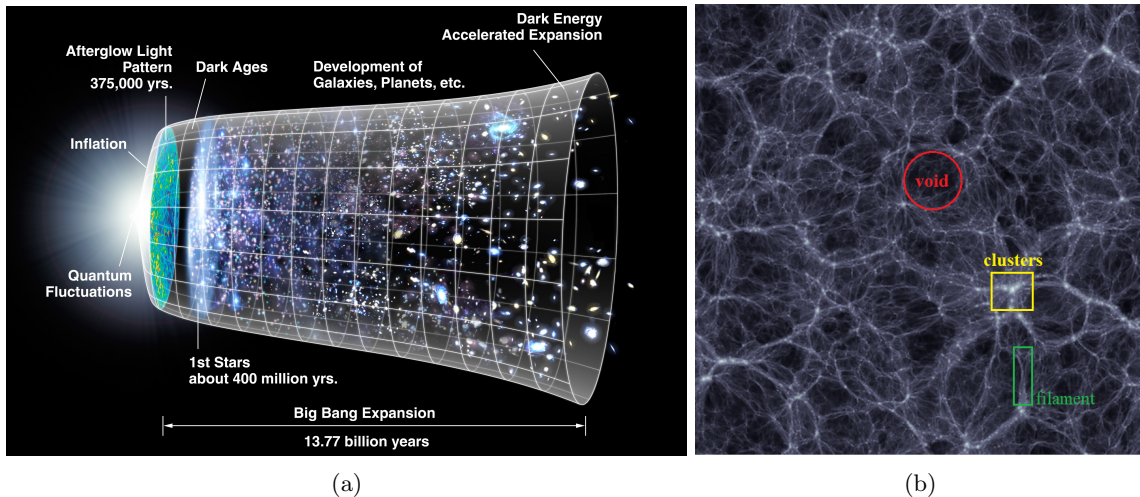 Dark Energy
Accelerated Expansion
Afterglow Light
Pattern
375,000 yrs.
Dark Ages
Development of
Galaxies, Planets, etc.
Inflation
Quantum
Fluctuations
1st Stars
about 400 million yrs.
Big Bang Expansion
13.77 billion years
(a)
void
clusters
filament
(b)